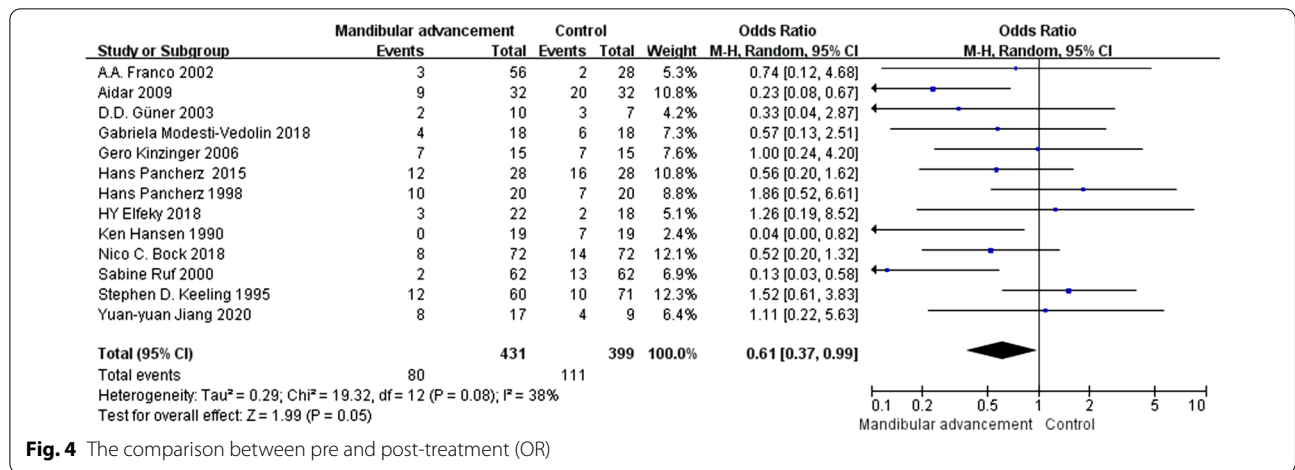 Mandibular advancement Control Odds Ratio Odds Ratio
Study or Subgroup Events Total Events Total Weight M-H, Random, 95% CI M-H, Random, 95% CI
A.A. Franco 2002 3 56 2 28 5.3% 0.74 [0.12, 4.68]
Aidar 2009 9 32 20 32 10.8% 0.23 [0.08, 0.67]
D.D. Güner 2003 2 10 3 7 4.2% 0.33 [0.04, 2.87]
Gabriela Modesti-Vedolin 2018 4 18 6 18 7.3% 0.57 [0.13, 2.51]
Gero Kinzinger 2006 7 15 7 15 7.6% 1.00 [0.24, 4.20]
Hans Pancherz 2015 12 28 16 28 10.8% 0.56 [0.20, 1.62]
Hans Pancherz 1998 10 20 7 20 8.8% 1.86 [0.52, 6.61]
HY Elfeky 2018 3 22 2 18 5.1% 1.26 [0.19, 8.52]
Ken Hansen 1990 0 19 7 19 2.4% 0.04 [0.00, 0.82]
Nico C. Bock 2018 8 72 14 72 12.1% 0.52 [0.20, 1.32]
Sabine Ruf 2000 2 62 13 62 6.9% 0.13 [0.03, 0.58]
Stephen D. Keeling 1995 12 60 10 71 12.3% 1.52 [0.61, 3.83]
Yuan-yuan Jiang 2020 8 17 4 9 6.4% 1.11 [0.22, 5.63]
Total (95% CI) 431 399 100.0% 0.61 [0.37, 0.99]
Total events 80 111
Heterogeneity: Tau² = 0.29; Chi² = 19.32, df = 12 (P = 0.08); I² = 38%
Test for overall effect: Z = 1.99 (P = 0.05)
0.1 0.2 0.5 1 2 5 10
Mandibular advancement Control
Fig. 4 The comparison between pre and post-treatment (OR)